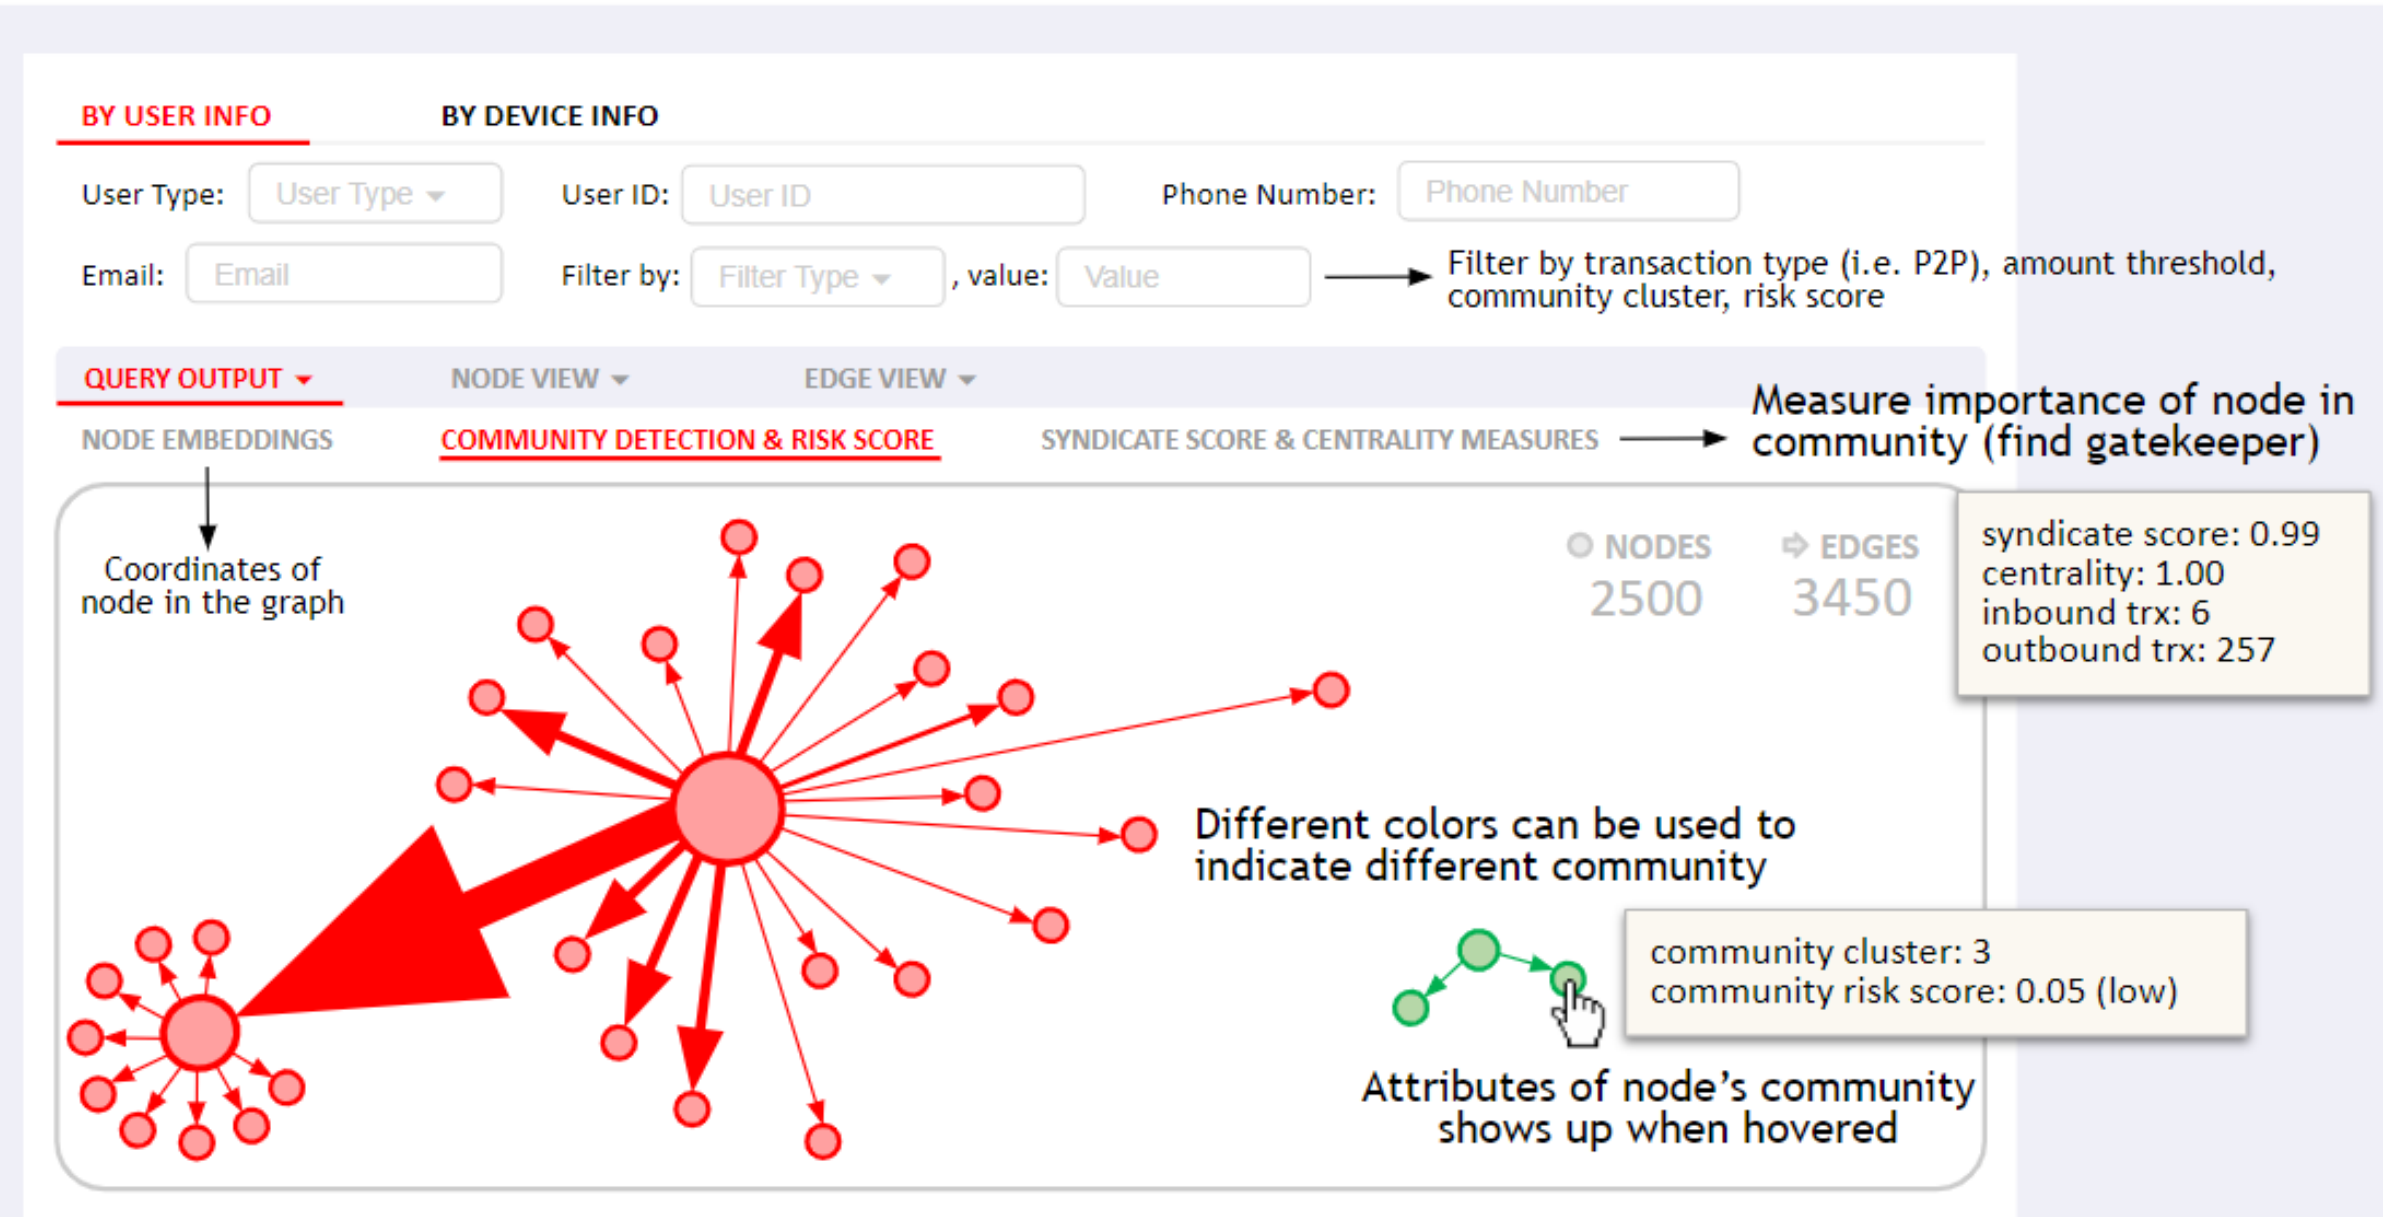 BY USER INFO BY DEVICE INFO
User Type: User Type User ID: User ID Phone Number: Phone Number
Email: Email Filter by: Filter Type , value: Value
Filter by transaction type (i.e. P2P), amount threshold,
community cluster, risk score
QUERY OUTPUT NODE VIEW EDGE VIEW
NODE EMBEDDINGS COMMUNITY DETECTION & RISK SCORE SYNDICATE SCORE & CENTRALITY MEASURES
Measure importance of node in
community (find gatekeeper)
Coordinates of
node in the graph
NODES EDGES
2500 3450
syndicate score: 0.99
centrality: 1.00
inbound trx: 6
outbound trx: 257
Different colors can be used to
indicate different community
community cluster: 3
community risk score: 0.05 (low)
Attributes of node’s community
shows up when hovered